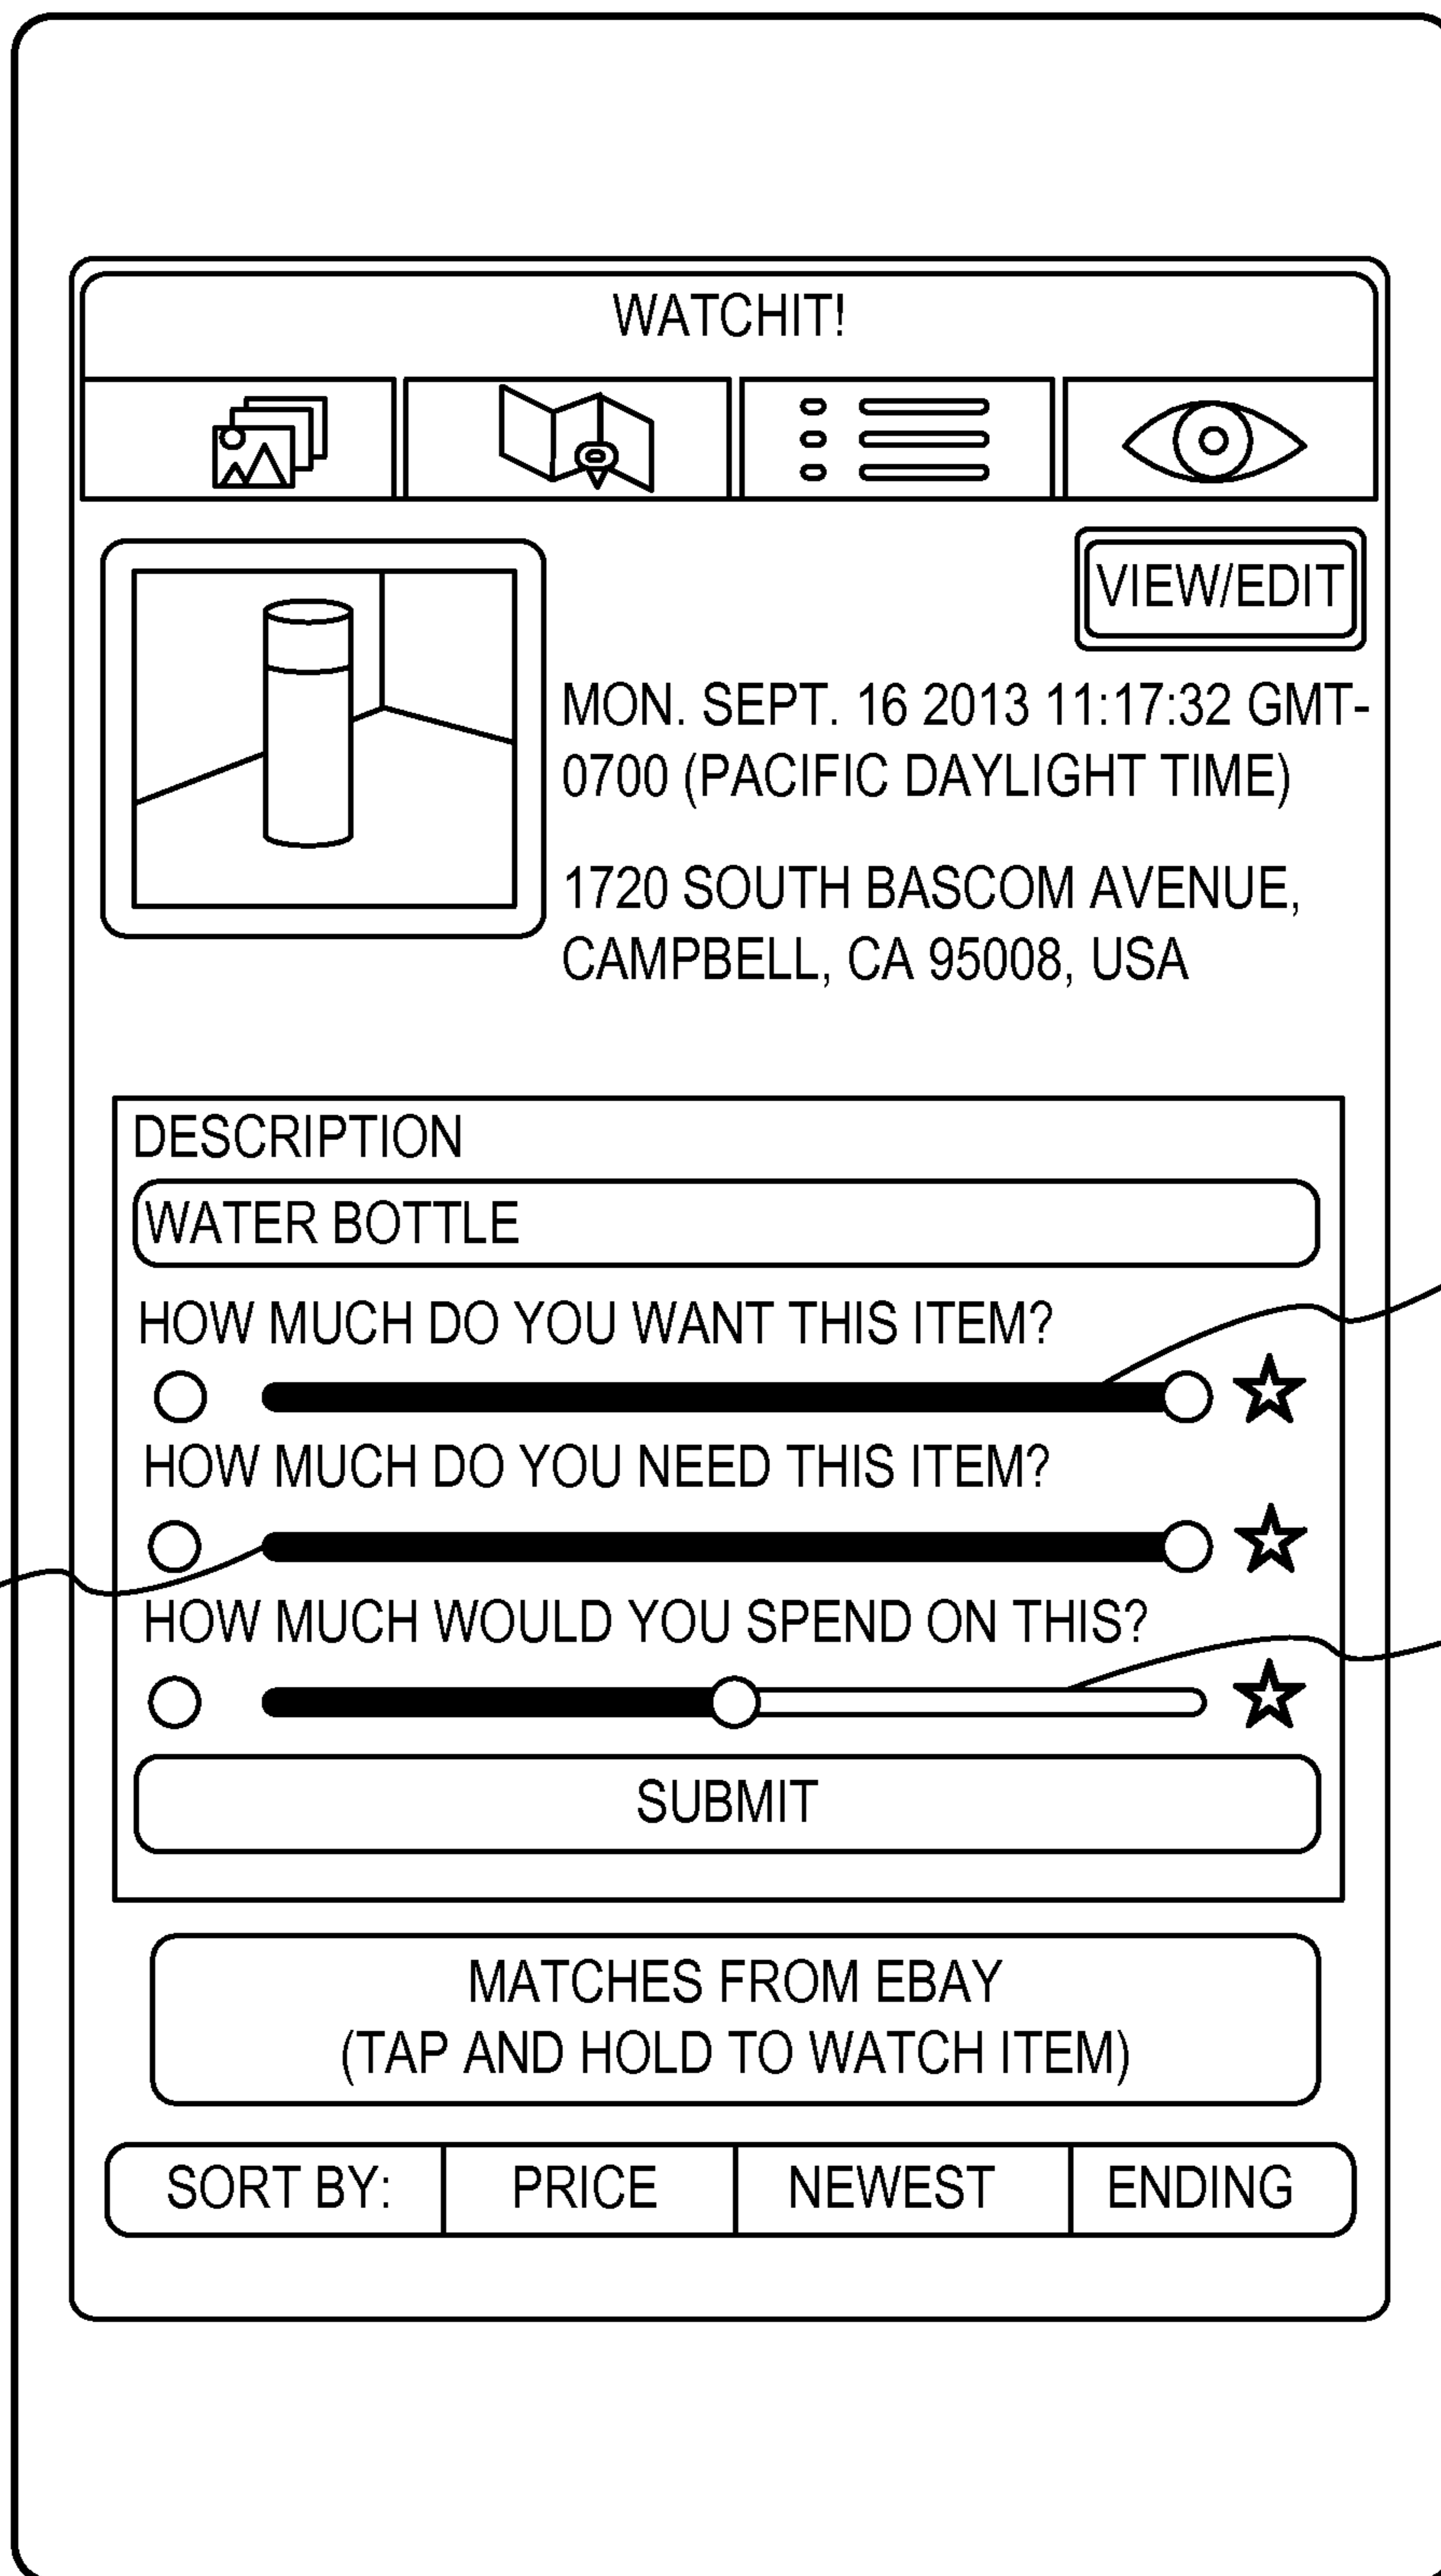 WATCHIT!
VIEW/EDIT
MON. SEPT. 16 2013 11:17:32 GMT-
0700 (PACIFIC DAYLIGHT TIME)
1720 SOUTH BASCOM AVENUE,
CAMPBELL, CA 95008, USA
DESCRIPTION
WATER BOTTLE
HOW MUCH DO YOU WANT THIS ITEM?
HOW MUCH DO YOU NEED THIS ITEM?
HOW MUCH WOULD YOU SPEND ON THIS?
SUBMIT
MATCHES FROM EBAY
(TAP AND HOLD TO WATCH ITEM)
SORT BY: PRICE NEWEST ENDING